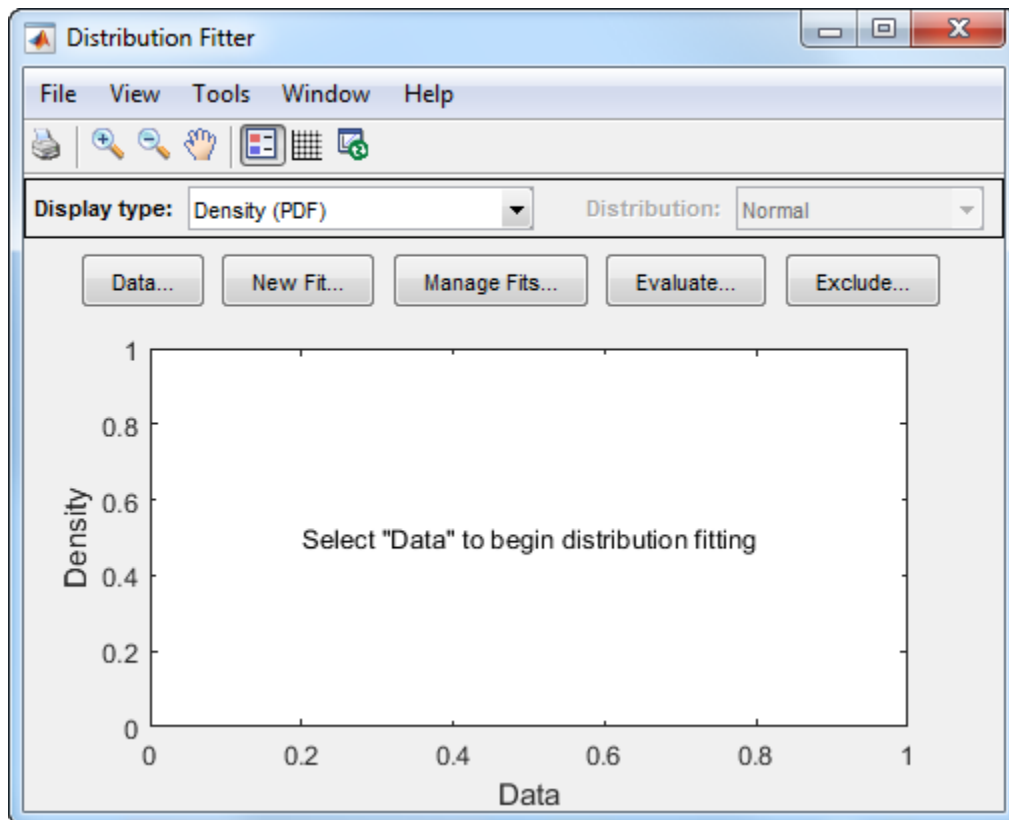 Distribution Fitter
File View Tools Window Help
Display type: Density (PDF) Distribution: Normal
Data... New Fit... Manage Fits... Evaluate... Exclude...
1
0.8
0.6
0.4
0.2
0
Density
Select "Data" to begin distribution fitting
0 0.2 0.4 0.6 0.8 1
Data